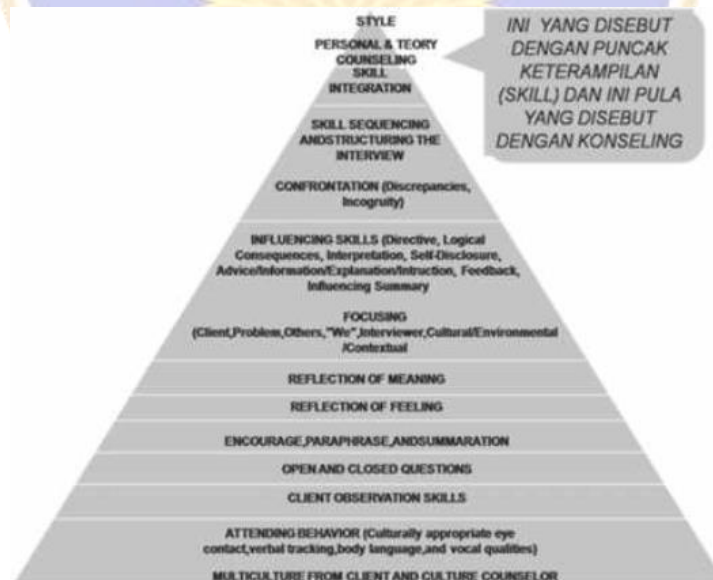 STYLE
PERSONAL & TEORY
COUNSELING
SKILL
INTEGRATION
INI YANG DISEBUT
DENGAN PUNCAK
KETERAMPILAN
(SKILL) DAN INI PULA
YANG DISEBUT
DENGAN KONSELING
SKILL SEQUENCING
ANDSTRUCTURING THE
INTERVIEW
CONFRONTATION (Discrepancies,
Incogruity)
INFLUENCING SKILLS (Directive, Logical
Consequences, Interpretation, Self-Disclosure,
Advice/Information/Explanation/Intruction, Feedback,
Influencing Summary
FOCUSING
(Client,Problem,Others,"We",Interviewer,Cultural/Environmental
/Contextual
REFLECTION OF MEANING
REFLECTION OF FEELING
ENCOURAGE,PARAPHRASE,ANDSUMMARATION
OPEN AND CLOSED QUESTIONS
CLIENT OBSERVATION SKILLS
ATTENDING BEHAVIOR (Culturally appropriate eye
contact,verbal tracking,body language,and vocal qualities)
MULTICULTURE FROM CLIENT AND CULTURE COUNSELOR